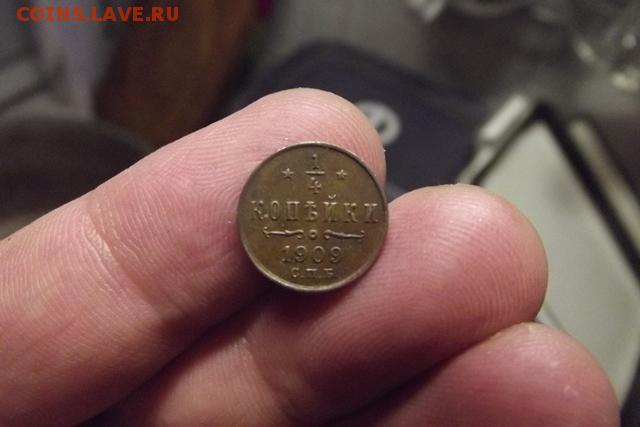 COINS.LAVE.RU
* 1/4 *
КОПѢЙКИ
1909
С.П.Б.